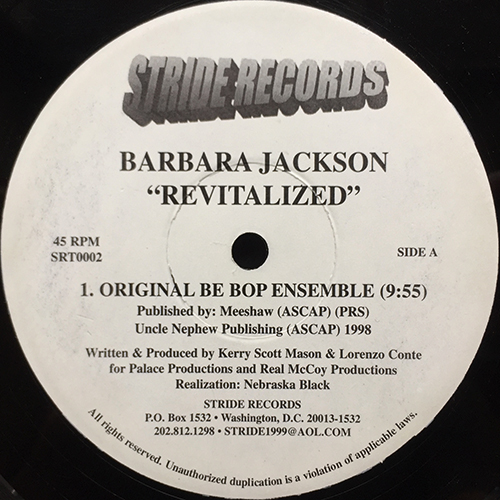 STRIDE RECORDS
BARBARA JACKSON
“REVITALIZED”
45 RPM
SRT0002
SIDE A
1. ORIGINAL BE BOP ENSEMBLE (9:55)
Published by: Meeshaw (ASCAP) (PRS)
Uncle Nephew Publishing (ASCAP) 1998
Written & Produced by Kerry Scott Mason & Lorenzo Conte
for Palace Productions and Real McCoy Productions
Realization: Nebraska Black
STRIDE RECORDS
P.O. Box 1532 • Washington, D.C. 20013-1532
202.812.1298 • STRIDE1999@AOL.COM
All rights reserved. Unauthorized duplication is a violation of applicable laws.